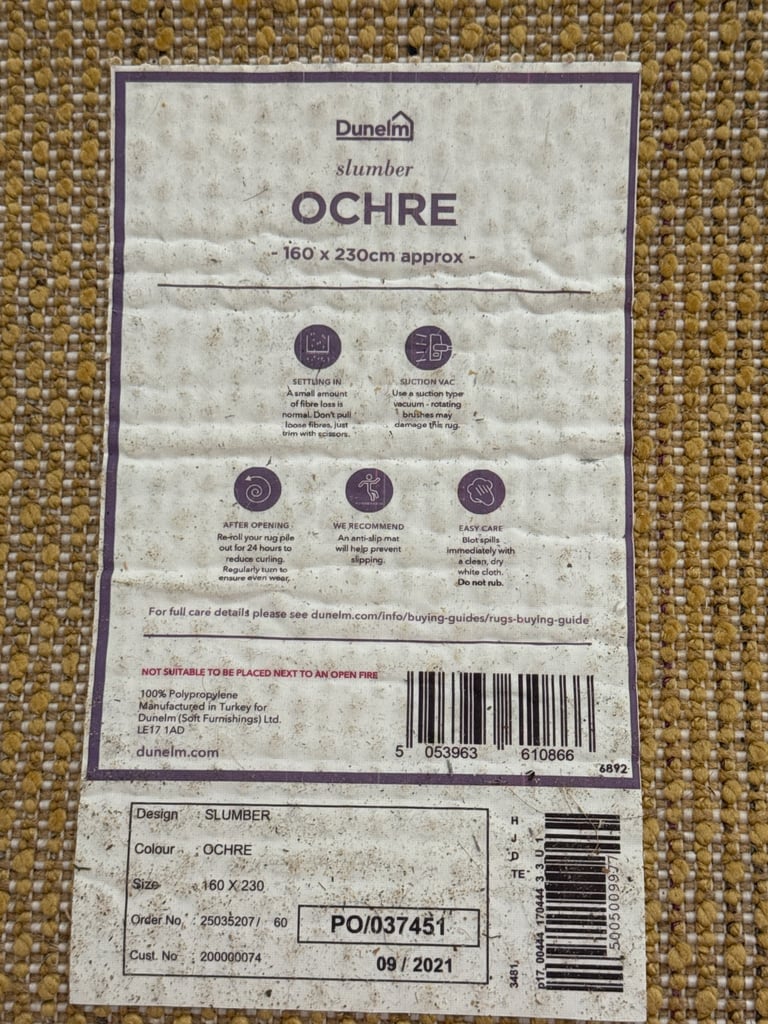 Dunelm
slumber
OCHRE
- 160 x 230cm approx -
SETTLING IN
A small amount
of fibre loss is
normal. Don't pull
loose fibres, just
trim with scissors.
SUCTION VAC
Use a suction type
vacuum - rotating
brushes may
damage this rug.
AFTER OPENING
Re-roll your rug pile
out for 24 hours to
reduce curling.
Regularly turn to
ensure even wear.
WE RECOMMEND
An anti-slip mat
will help prevent
slipping.
EASY CARE
Blot spills
immediately with
a clean, dry
white cloth.
Do not rub.
For full care details please see dunelm.com/info/buying-guides/rugs-buying-guide
NOT SUITABLE TO BE PLACED NEXT TO AN OPEN FIRE
100% Polypropylene
Manufactured in Turkey for
Dunelm (Soft Furnishings) Ltd.
LE17 1AD
dunelm.com
5 053963 610866
6892
Design : SLUMBER
Colour : OCHRE
Size : 160 X 230
Order No : 25035207/ 60
PO/037451
Cust. No : 200000074
09 / 2021
H J D TE
3481
p17 00444 170444 3 3 U 1